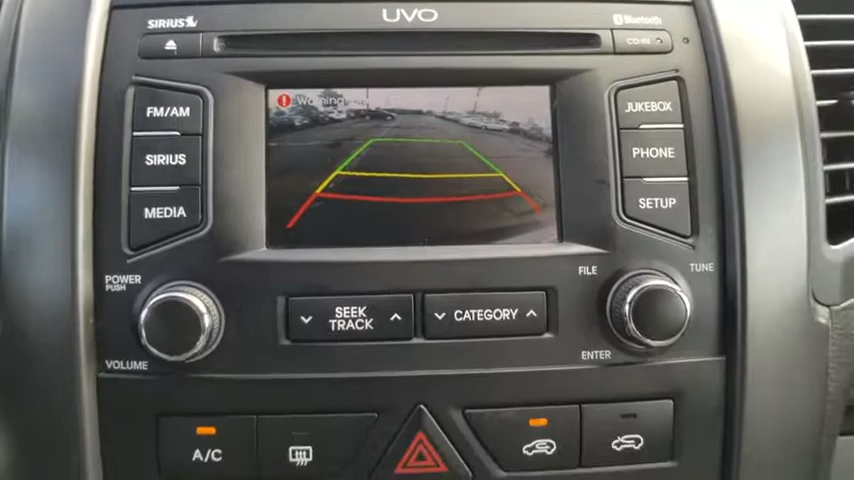 SIRIUS
UVO
Bluetooth
CD-IN
Warning!
FM/AM
JUKEBOX
SIRIUS
PHONE
MEDIA
SETUP
POWER
PUSH
FILE
TUNE
SEEK
TRACK
CATEGORY
VOLUME
ENTER
A/C